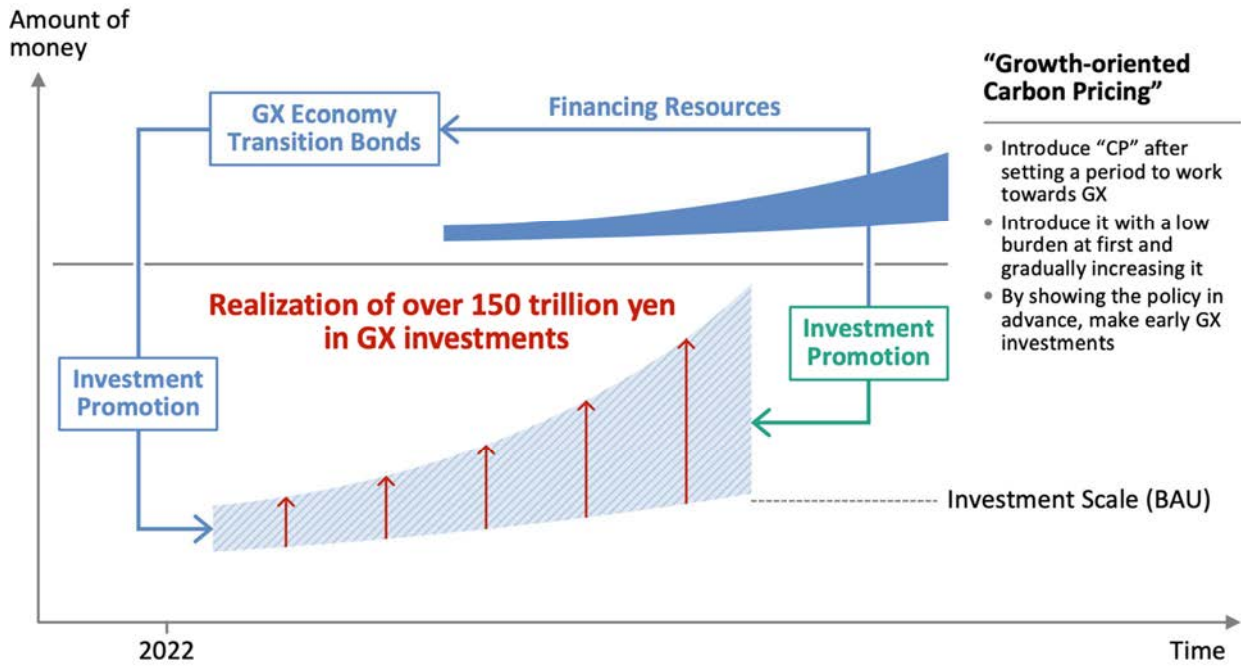 Amount of
money
"Growth-oriented
Carbon Pricing"
GX Economy
Transition Bonds
Financing Resources
• Introduce "CP" after
setting a period to work
towards GX
• Introduce it with a low
burden at first and
gradually increasing it
• By showing the policy in
advance, make early GX
investments
Realization of over 150 trillion yen
in GX investments
Investment
Promotion
Investment
Promotion
Investment Scale (BAU)
2022
Time